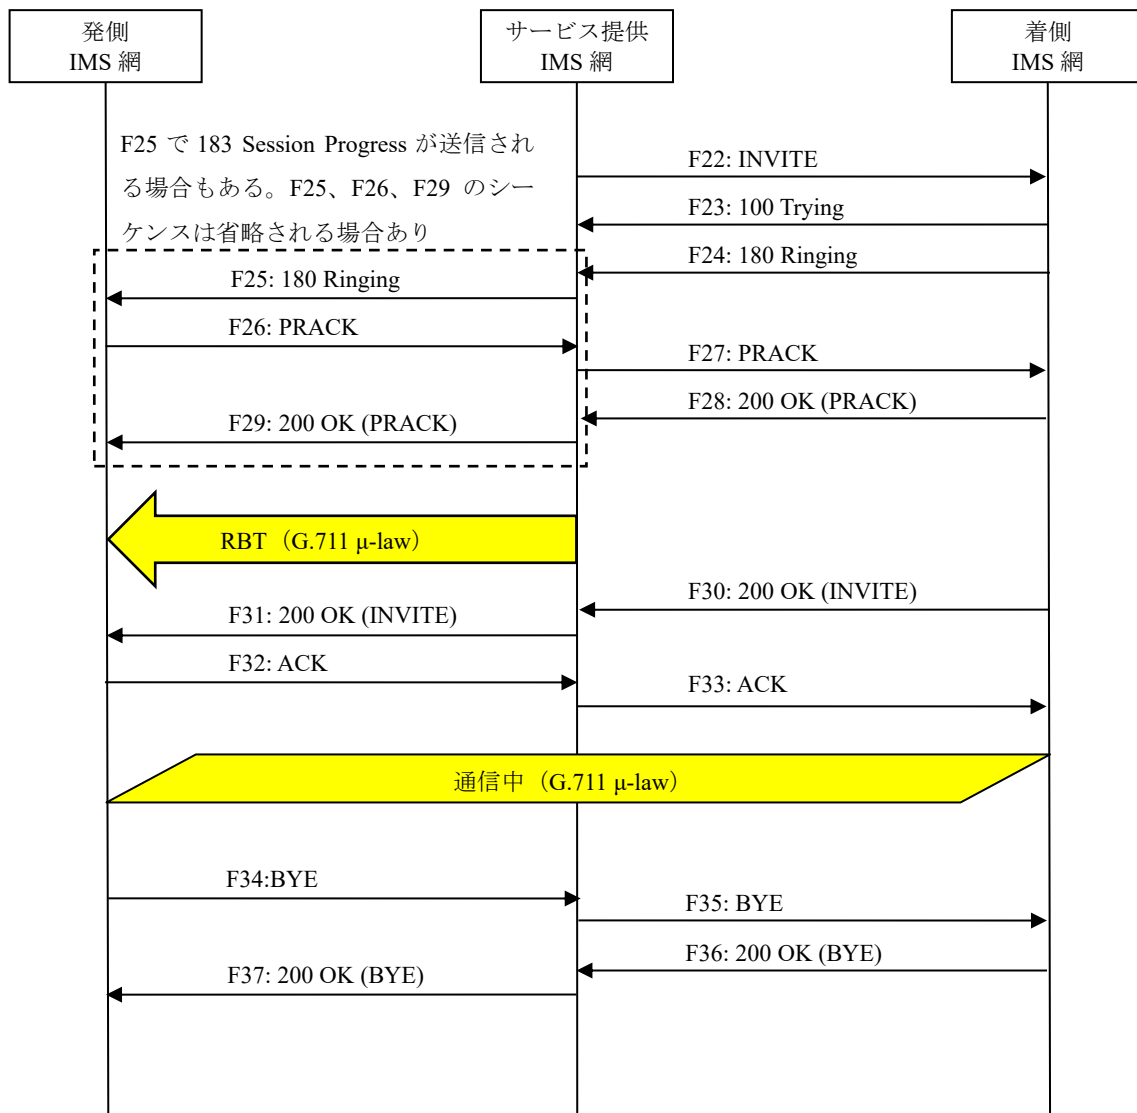 発側
IMS 網
サービス提供
IMS 網
着側
IMS 網
F25 で 183 Session Progress が送信され
る場合もある。F25、F26、F29 のシー
ケンスは省略される場合あり
F22: INVITE
F23: 100 Trying
F24: 180 Ringing
F25: 180 Ringing
F26: PRACK
F27: PRACK
F28: 200 OK (PRACK)
F29: 200 OK (PRACK)
RBT（G.711 μ-law）
F30: 200 OK (INVITE)
F31: 200 OK (INVITE)
F32: ACK
F33: ACK
通信中（G.711 μ-law）
F34:BYE
F35: BYE
F36: 200 OK (BYE)
F37: 200 OK (BYE)